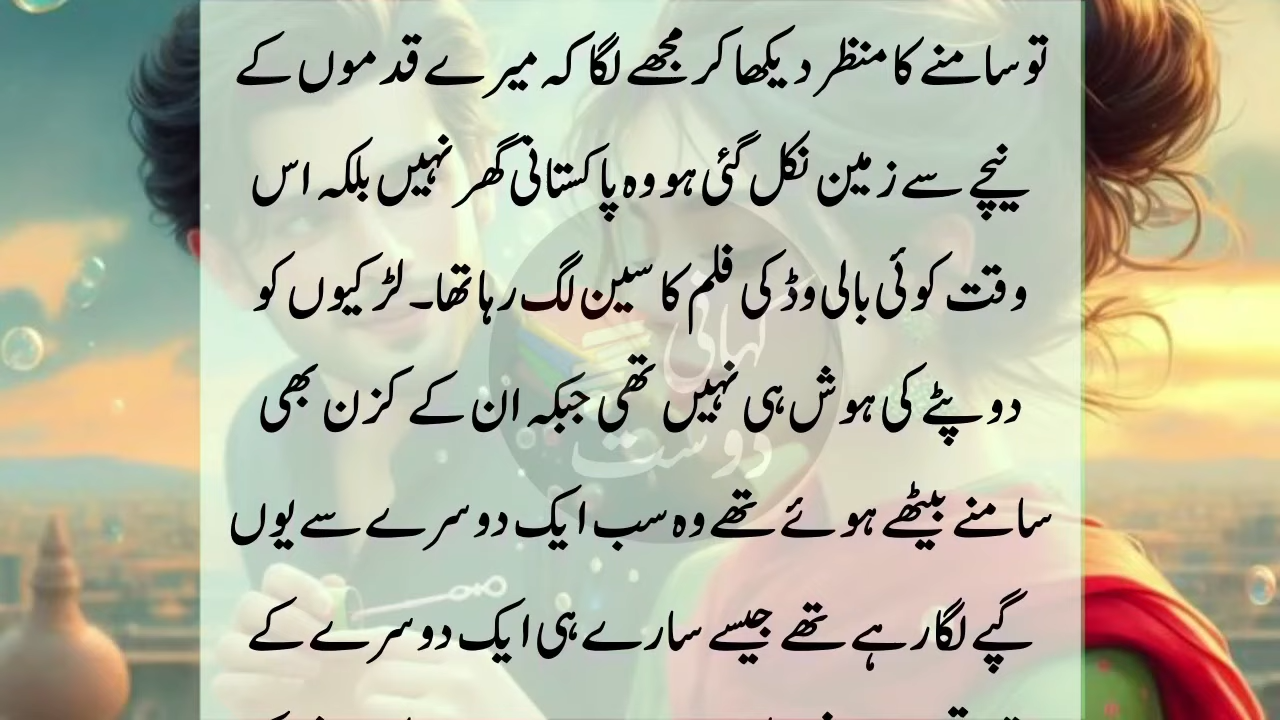 تو سامنے کا منظر دیکھا کر مجھے لگا کہ میرے قدموں کے
نیچے سے زمین نکل گئی ہو وہ پاکستانی گھر نہیں بلکہ اس
وقت کوئی بالی وڈ کی فلم کا سین لگ رہا تھا۔ لڑکیوں کو
دوپٹے کی ہوش ہی نہیں تھی جبکہ ان کے کزن بھی
سامنے بیٹھے ہوئے تھے وہ سب ایک دوسرے سے یوں
گپے لگا رہے تھے جیسے سارے ہی ایک دوسرے کے
کہانی
دوست